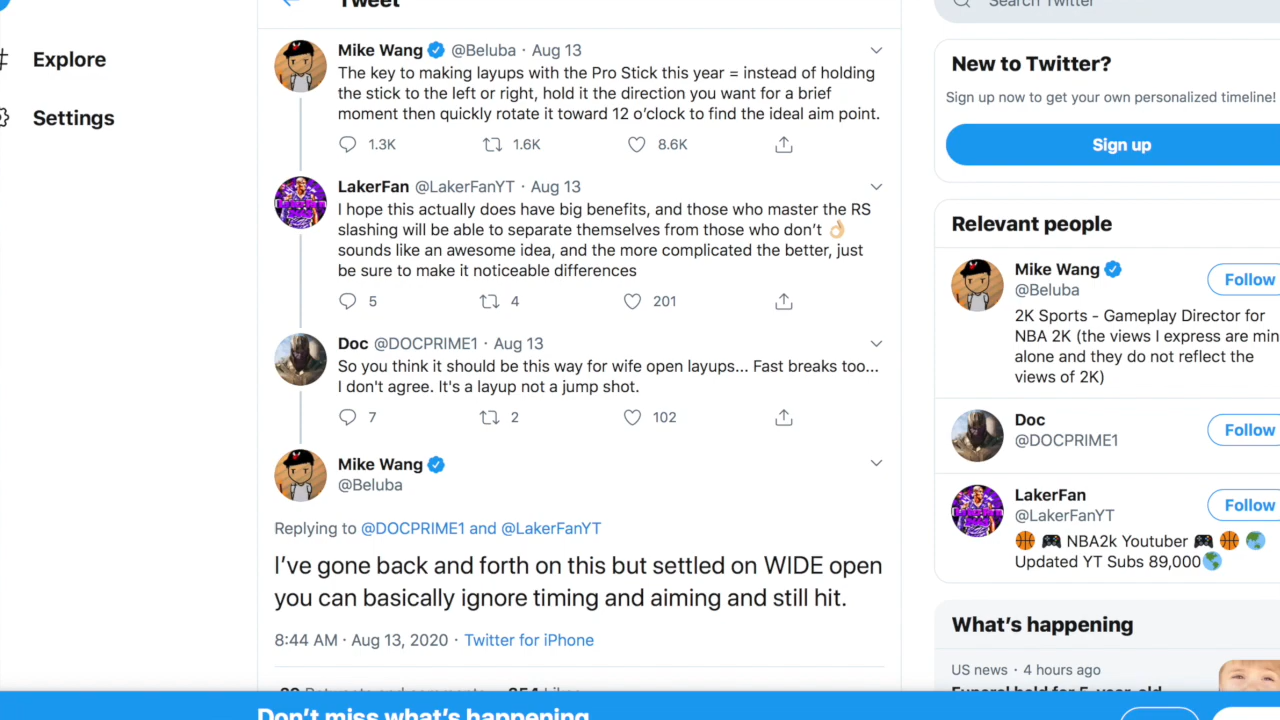 Tweet
Search Twitter
Explore
Settings
Mike Wang @Beluba · Aug 13
The key to making layups with the Pro Stick this year = instead of holding
the stick to the left or right, hold it the direction you want for a brief
moment then quickly rotate it toward 12 o'clock to find the ideal aim point.
1.3K 1.6K 8.6K
LakerFan @LakerFanYT · Aug 13
I hope this actually does have big benefits, and those who master the RS
slashing will be able to separate themselves from those who don’t 👌🏼
sounds like an awesome idea, and the more complicated the better, just
be sure to make it noticeable differences
5 4 201
Doc @DOCPRIME1 · Aug 13
So you think it should be this way for wife open layups... Fast breaks too...
I don't agree. It's a layup not a jump shot.
7 2 102
Mike Wang
@Beluba
Replying to @DOCPRIME1 and @LakerFanYT
I’ve gone back and forth on this but settled on WIDE open
you can basically ignore timing and aiming and still hit.
8:44 AM · Aug 13, 2020 · Twitter for iPhone
New to Twitter?
Sign up now to get your own personalized timeline!
Sign up
Relevant people
Mike Wang
@Beluba
Follow
2K Sports - Gameplay Director for
NBA 2K (the views I express are min
alone and they do not reflect the
views of 2K)
Doc
@DOCPRIME1
Follow
LakerFan
@LakerFanYT
Follow
🏀 🎮 NBA2k Youtuber 🎮 🏀 🌏
Updated YT Subs 89,000🌎
What’s happening
US news · 4 hours ago
Funeral held for 5-year-old
Don’t miss what’s happening